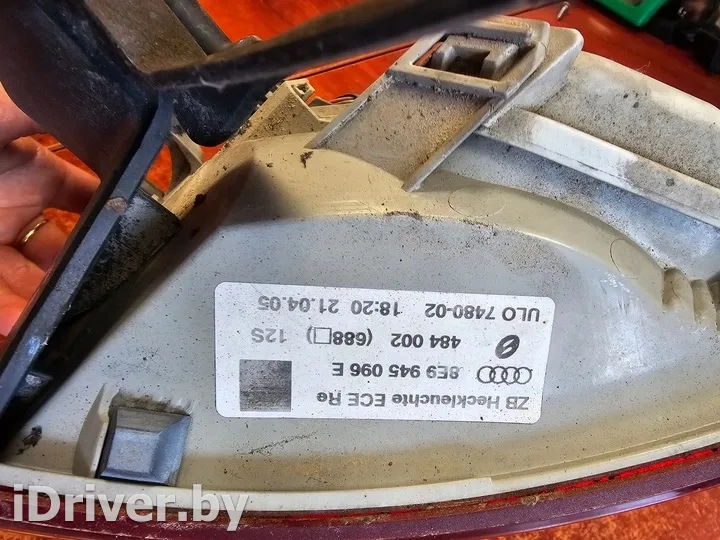 ZB Heckleuchte ECE Re
8E9 945 096 E
484 002 (688□) 12S
ULO 7480-02 18:20 21.04.05
iDriver.by